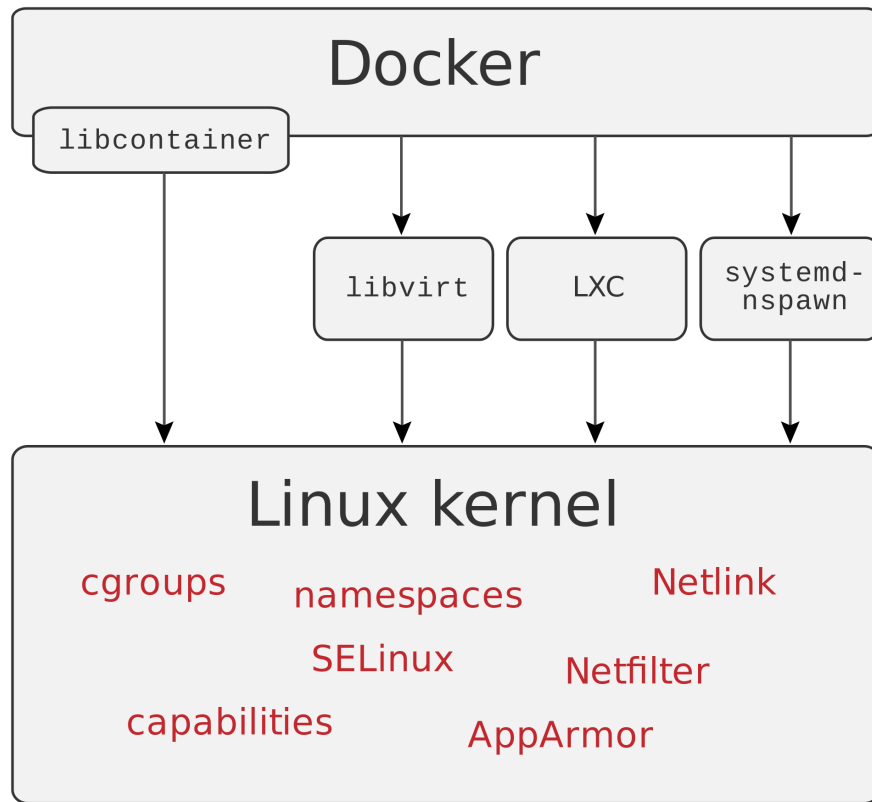 Docker
libcontainer
libvirt
LXC
systemd-
nspawn
Linux kernel
cgroups
namespaces
Netlink
SELinux
Netfilter
capabilities
AppArmor